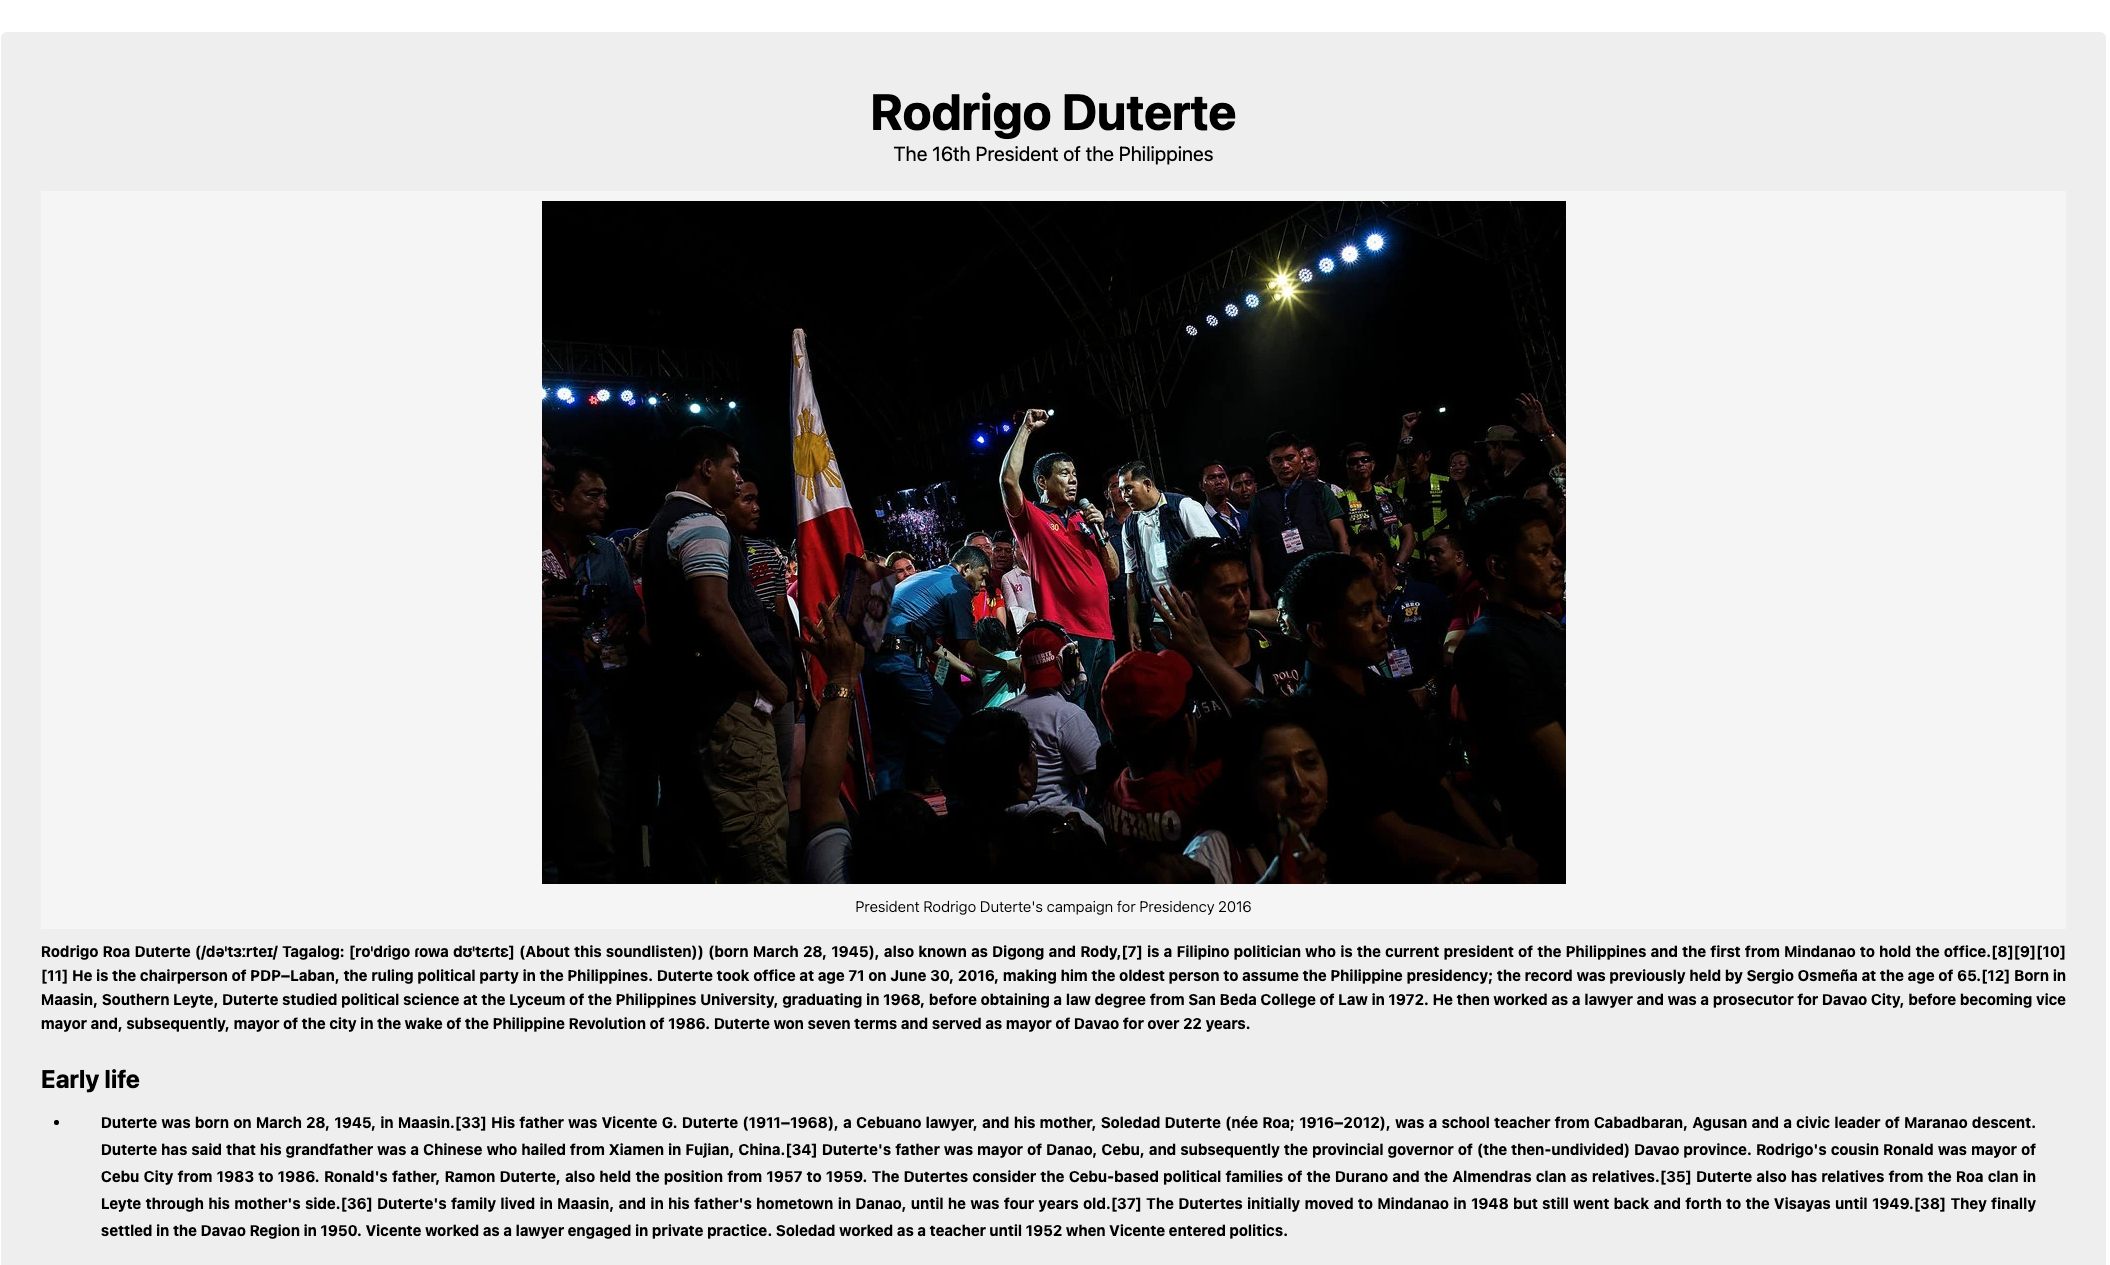 Rodrigo Duterte
The 16th President of the Philippines
30
ABRO
57
POLO
USA
President Rodrigo Duterte's campaign for Presidency 2016
Rodrigo Roa Duterte (/dəˈtɜːrteɪ/ Tagalog: [roˈdɾigo ɾowa dʊˈtɛɾtɛ] (About this soundlisten)) (born March 28, 1945), also known as Digong and Rody,[7] is a Filipino politician who is the current president of the Philippines and the first from Mindanao to hold the office.[8][9][10]
[11] He is the chairperson of PDP–Laban, the ruling political party in the Philippines. Duterte took office at age 71 on June 30, 2016, making him the oldest person to assume the Philippine presidency; the record was previously held by Sergio Osmeña at the age of 65.[12] Born in
Maasin, Southern Leyte, Duterte studied political science at the Lyceum of the Philippines University, graduating in 1968, before obtaining a law degree from San Beda College of Law in 1972. He then worked as a lawyer and was a prosecutor for Davao City, before becoming vice
mayor and, subsequently, mayor of the city in the wake of the Philippine Revolution of 1986. Duterte won seven terms and served as mayor of Davao for over 22 years.
Early life
• Duterte was born on March 28, 1945, in Maasin.[33] His father was Vicente G. Duterte (1911–1968), a Cebuano lawyer, and his mother, Soledad Duterte (née Roa; 1916–2012), was a school teacher from Cabadbaran, Agusan and a civic leader of Maranao descent.
Duterte has said that his grandfather was a Chinese who hailed from Xiamen in Fujian, China.[34] Duterte's father was mayor of Danao, Cebu, and subsequently the provincial governor of (the then-undivided) Davao province. Rodrigo's cousin Ronald was mayor of
Cebu City from 1983 to 1986. Ronald's father, Ramon Duterte, also held the position from 1957 to 1959. The Dutertes consider the Cebu-based political families of the Durano and the Almendras clan as relatives.[35] Duterte also has relatives from the Roa clan in
Leyte through his mother's side.[36] Duterte's family lived in Maasin, and in his father's hometown in Danao, until he was four years old.[37] The Dutertes initially moved to Mindanao in 1948 but still went back and forth to the Visayas until 1949.[38] They finally
settled in the Davao Region in 1950. Vicente worked as a lawyer engaged in private practice. Soledad worked as a teacher until 1952 when Vicente entered politics.